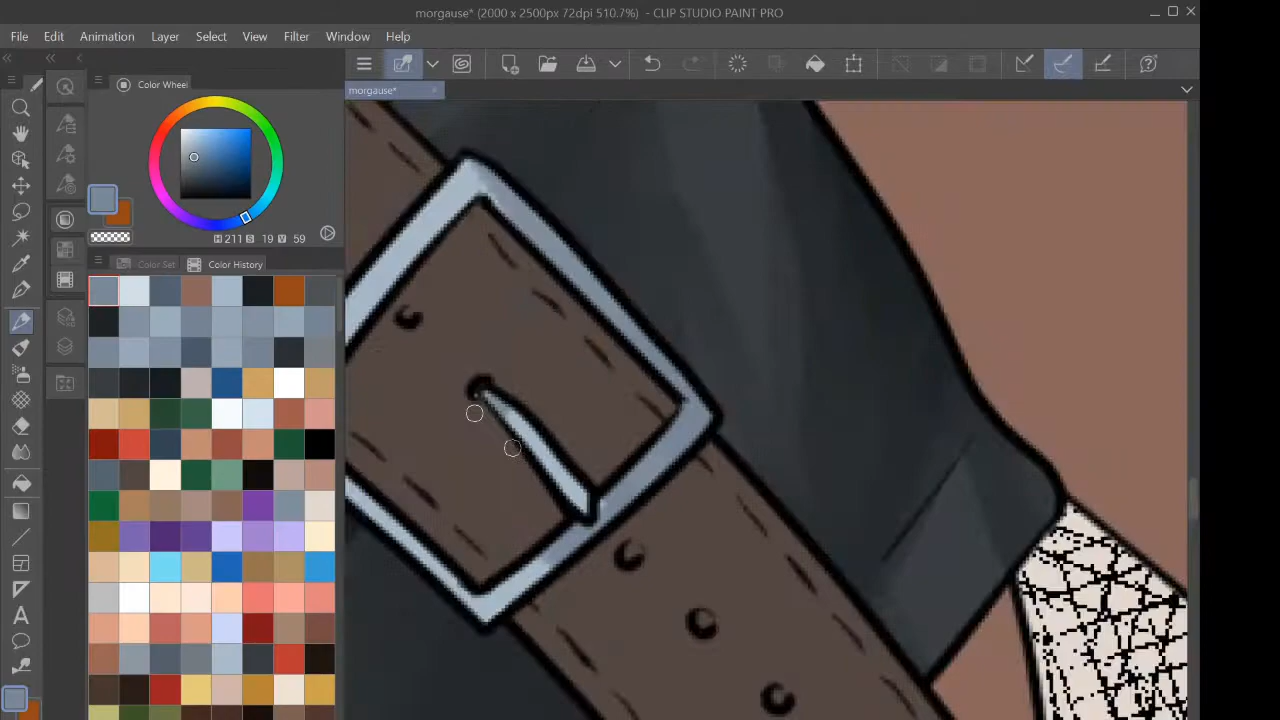 morgause* (2000 x 2500px 72dpi 510.7%) - CLIP STUDIO PAINT PRO
File Edit Animation Layer Select View Filter Window Help
Color Wheel
morgause*
H 211 S 19 V 59
Color Set Color History
A